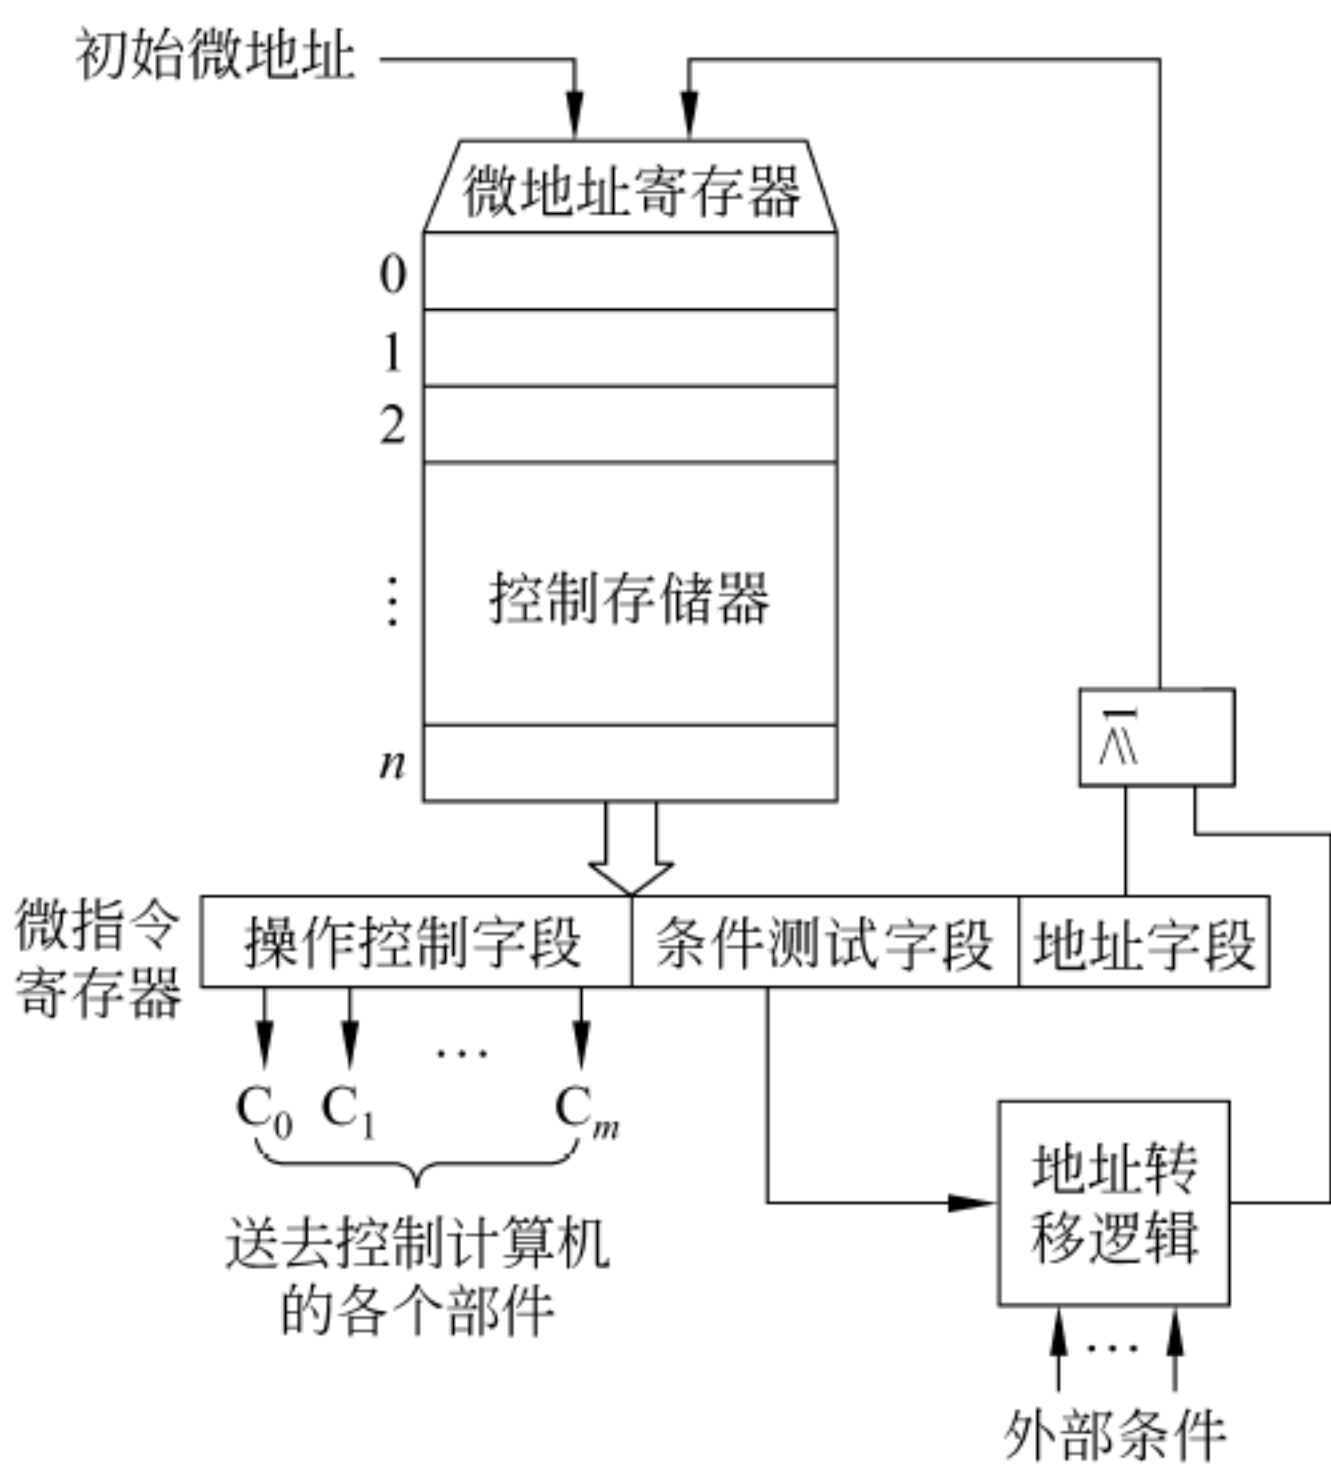 初始微地址
微地址寄存器
0
1
2
⋮
控制存储器
n
≥1
微指令
寄存器
操作控制字段
条件测试字段
地址字段
C0
C1
…
Cm
送去控制计算机
的各个部件
地址转
移逻辑
…
外部条件